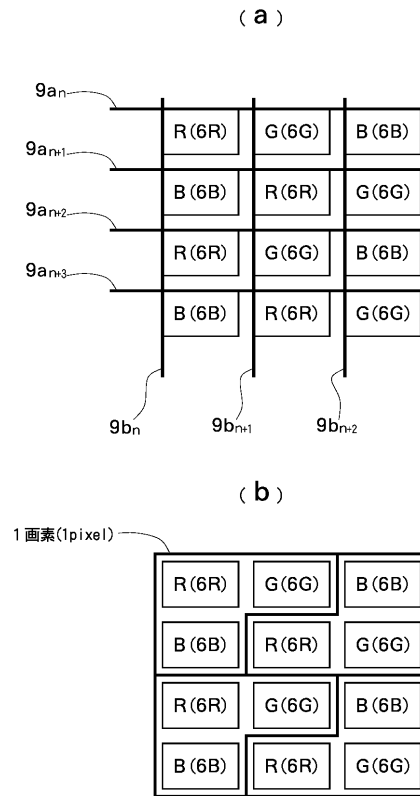 (a)
9an
R(6R) G(6G) B(6B)
9an+1
B(6B) R(6R) G(6G)
9an+2
R(6R) G(6G) B(6B)
9an+3
B(6B) R(6R) G(6G)
9bn 9bn+1 9bn+2
(b)
1画素(1pixel)
R(6R) G(6G) B(6B)
B(6B) R(6R) G(6G)
R(6R) G(6G) B(6B)
B(6B) R(6R) G(6G)